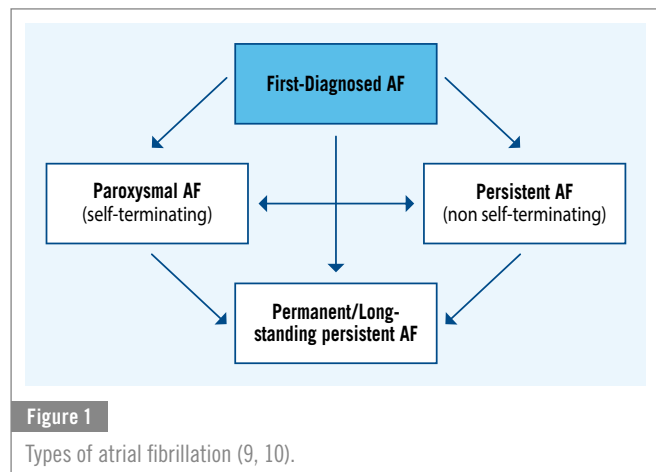 First-Diagnosed AF
Paroxysmal AF
(self-terminating)
Persistent AF
(non self-terminating)
Permanent/Long-
standing persistent AF
Figure 1
Types of atrial fibrillation (9, 10).